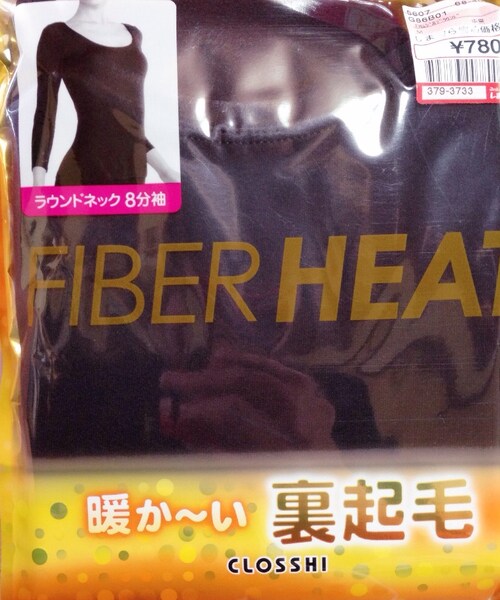 ¥780
379-3733
ラウンドネック 8分袖
FIBER HEAT
暖か〜い 裏起毛
CLOSSHI